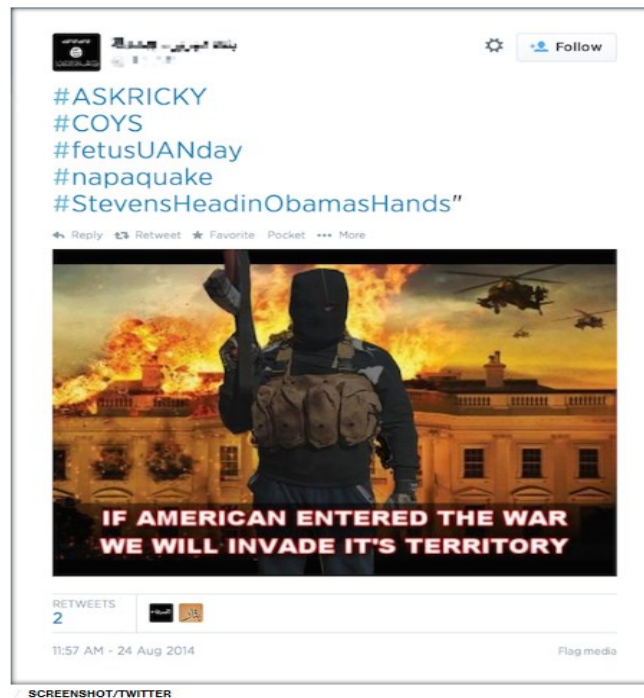 Follow
#ASKRICKY
#COYS
#fetusUANday
#napaquake
#StevensHeadinObamasHands"
Reply Retweet Favorite Pocket More
IF AMERICAN ENTERED THE WAR
WE WILL INVADE IT'S TERRITORY
RETWEETS
2
11:57 AM - 24 Aug 2014 Flag media
/ SCREENSHOT/TWITTER